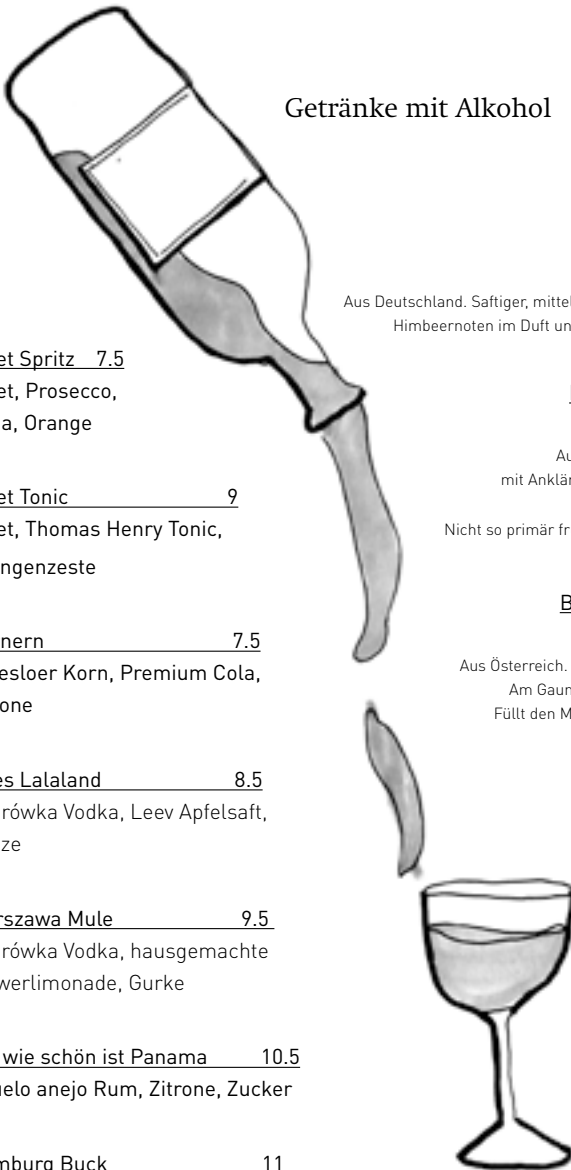 Getränke mit Alkohol
et Spritz 7.5
et, Prosecco,
a, Orange
et Tonic 9
et, Thomas Henry Tonic,
ngenzeste
nern 7.5
esloer Korn, Premium Cola,
one
es Lalaland 8.5
rówka Vodka, Leev Apfelsaft,
ze
rszawa Mule 9.5
rówka Vodka, hausgemachte
werlimonade, Gurke
wie schön ist Panama 10.5
uelo anejo Rum, Zitrone, Zucker
mburg Buck 11
Aus Deutschland. Saftiger, mittel
Himbeernoten im Duft un
Au
mit Anklär
Nicht so primär fr
B
Aus Österreich.
Am Gaun
Füllt den M